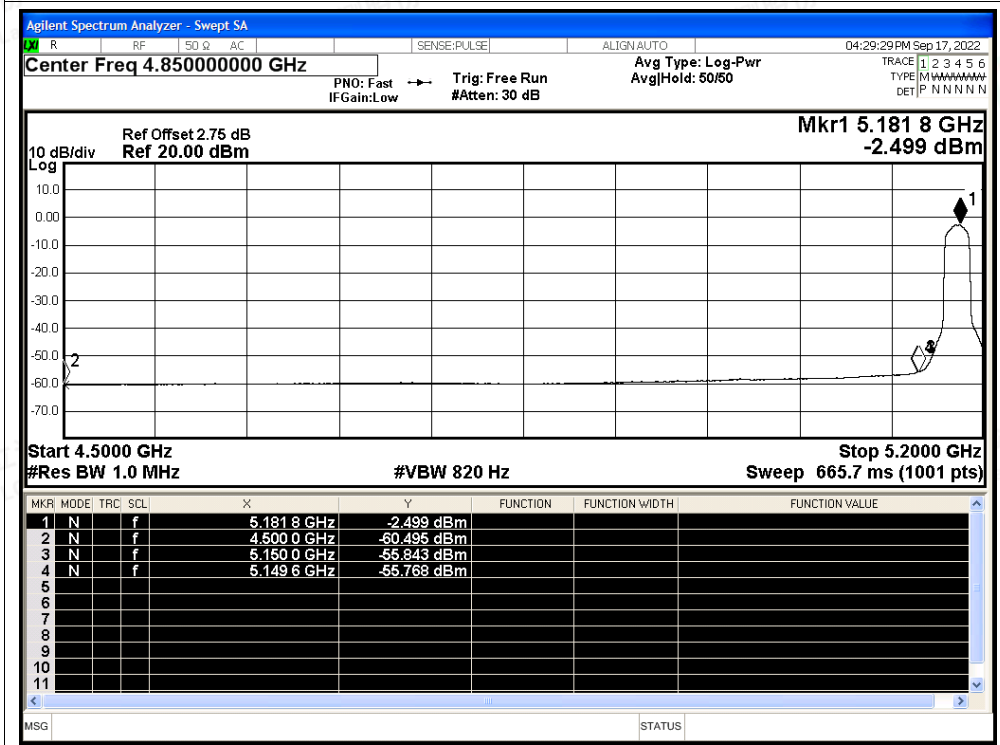 Agilent Spectrum Analyzer - Swept SA
LXI R RF 50 Ω AC SENSE:PULSE ALIGN AUTO 04:29:29 PM Sep 17, 2022
Center Freq 4.850000000 GHz
PNO: Fast
IFGain:Low
Trig: Free Run
#Atten: 30 dB
Avg Type: Log-Pwr
Avg|Hold: 50/50
TRACE 1 2 3 4 5 6
TYPE M WWWWW
DET P N N N N N
Mkr1 5.181 8 GHz
-2.499 dBm
Ref Offset 2.75 dB
10 dB/div Ref 20.00 dBm
Log
10.0
0.00
-10.0
-20.0
-30.0
-40.0
-50.0
-60.0
-70.0
1
2
4
Start 4.5000 GHz Stop 5.2000 GHz
#Res BW 1.0 MHz #VBW 820 Hz Sweep 665.7 ms (1001 pts)
MKR MODE TRC SCL X Y FUNCTION FUNCTION WIDTH FUNCTION VALUE
1 N f 5.181 8 GHz -2.499 dBm
2 N f 4.500 0 GHz -60.495 dBm
3 N f 5.150 0 GHz -55.843 dBm
4 N f 5.149 6 GHz -55.768 dBm
5
6
7
8
9
10
11
MSG STATUS